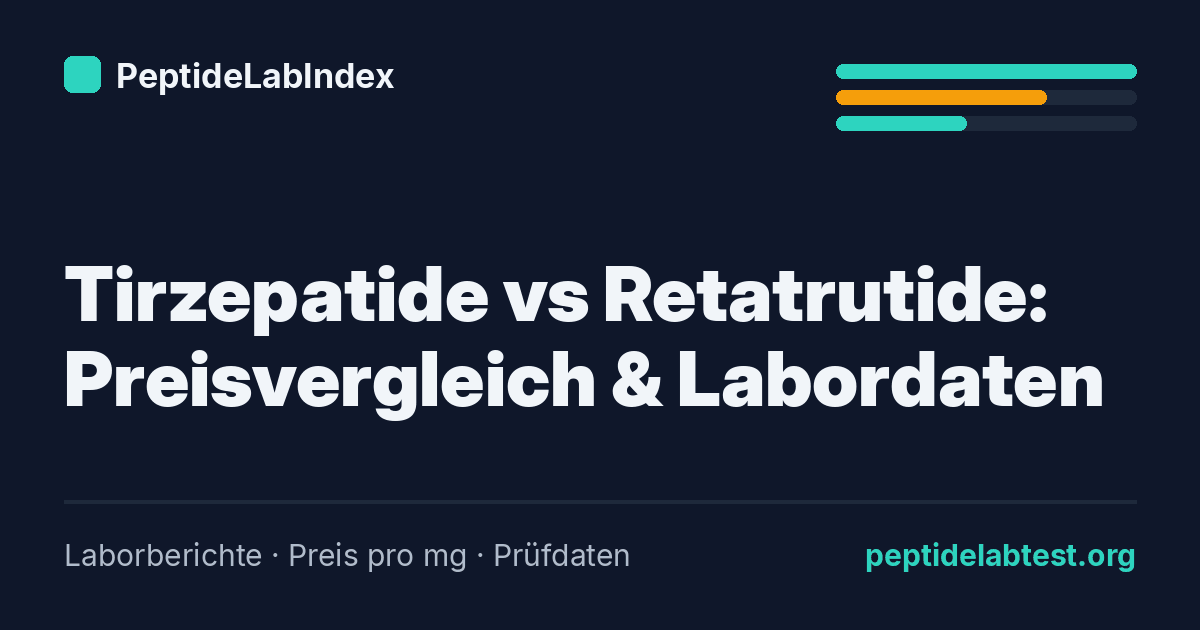 PeptideLabIndex
Tirzepatide vs Retatrutide:
Preisvergleich & Labordaten
Laborberichte · Preis pro mg · Prüfdaten
peptidelabtest.org